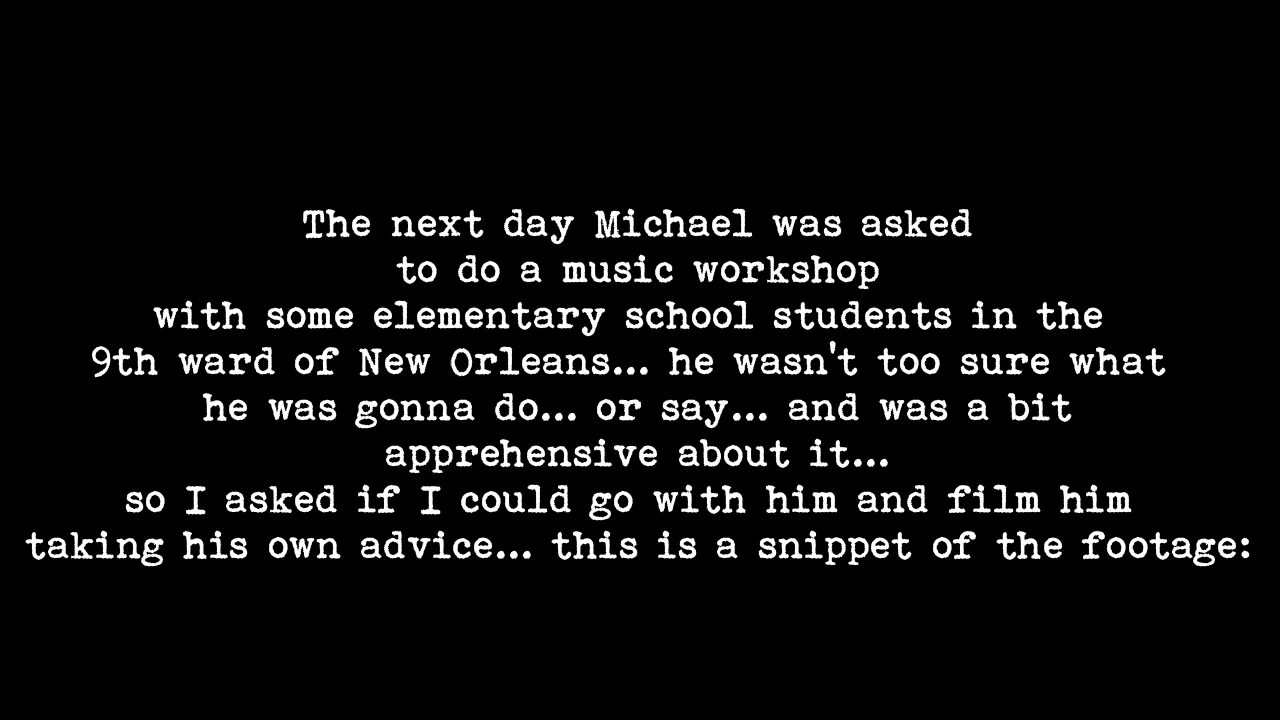 The next day Michael was asked
to do a music workshop
with some elementary school students in the
9th ward of New Orleans... he wasn't too sure what
he was gonna do... or say... and was a bit
apprehensive about it...
so I asked if I could go with him and film him
taking his own advice... this is a snippet of the footage: